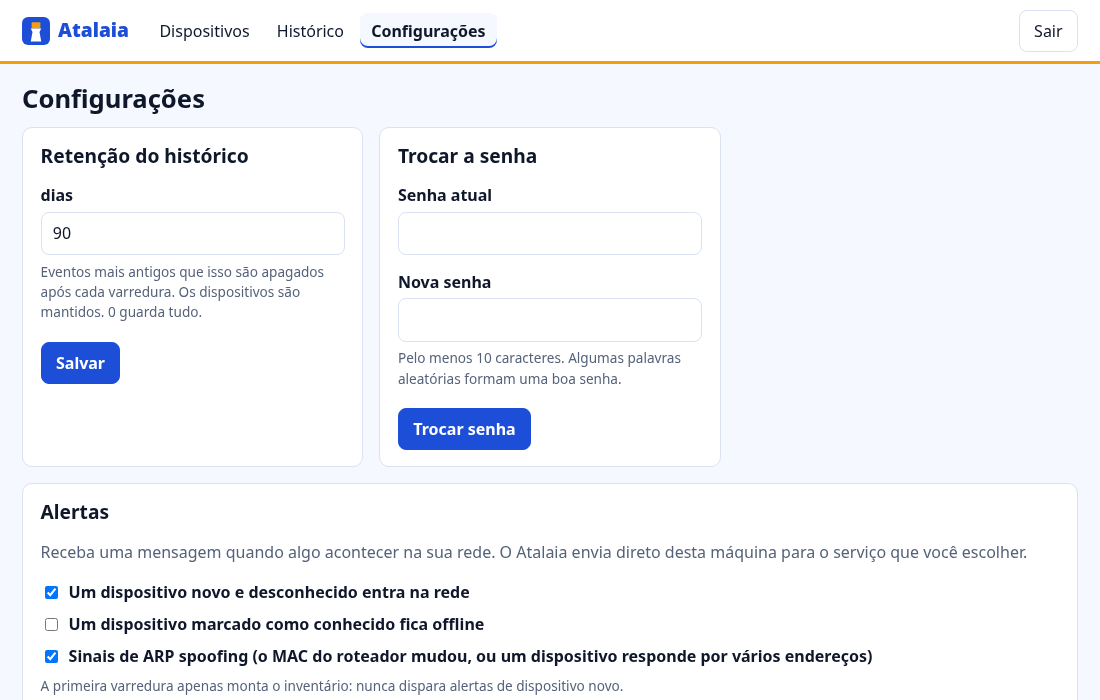 Atalaia
Dispositivos
Histórico
Configurações
Sair
Configurações
Retenção do histórico
dias
90
Eventos mais antigos que isso são apagados
após cada varredura. Os dispositivos são
mantidos. 0 guarda tudo.
Salvar
Trocar a senha
Senha atual
Nova senha
Pelo menos 10 caracteres. Algumas palavras
aleatórias formam uma boa senha.
Trocar senha
Alertas
Receba uma mensagem quando algo acontecer na sua rede. O Atalaia envia direto desta máquina para o serviço que você escolher.
Um dispositivo novo e desconhecido entra na rede
Um dispositivo marcado como conhecido fica offline
Sinais de ARP spoofing (o MAC do roteador mudou, ou um dispositivo responde por vários endereços)
A primeira varredura apenas monta o inventário: nunca dispara alertas de dispositivo novo.